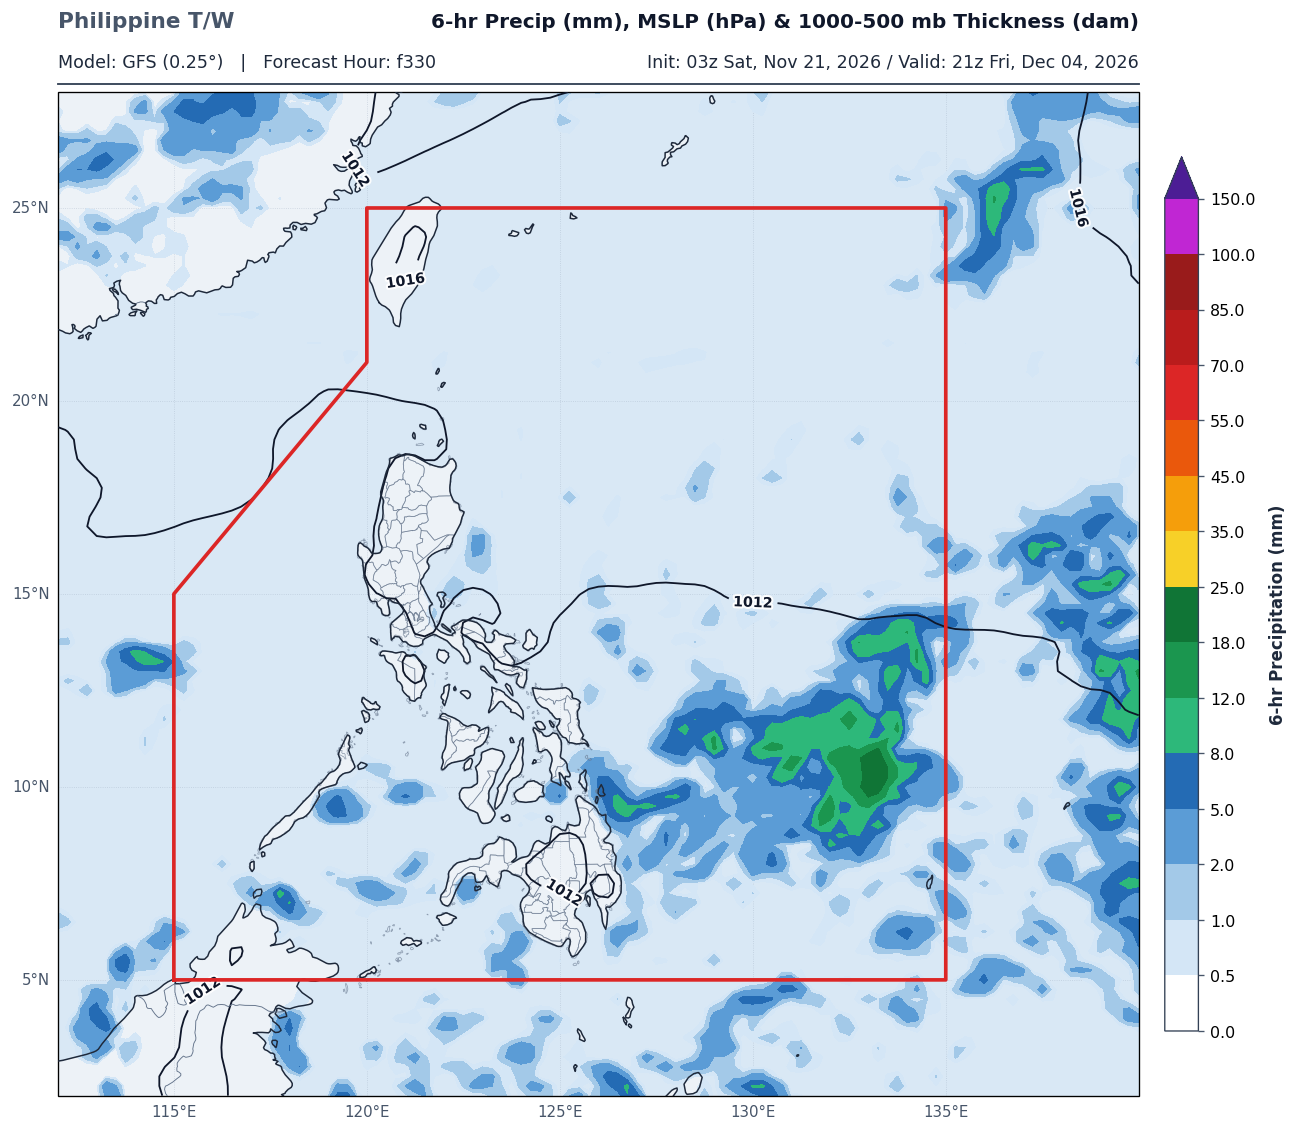 Philippine T/W
6-hr Precip (mm), MSLP (hPa) & 1000-500 mb Thickness (dam)
Model: GFS (0.25°) | Forecast Hour: f330
Init: 03z Sat, Nov 21, 2026 / Valid: 21z Fri, Dec 04, 2026
1012
1016
1016
1012
1012
1012
25°N
20°N
15°N
10°N
5°N
115°E
120°E
125°E
130°E
135°E
150.0
100.0
85.0
70.0
55.0
45.0
35.0
25.0
18.0
12.0
8.0
5.0
2.0
1.0
0.5
0.0
6-hr Precipitation (mm)